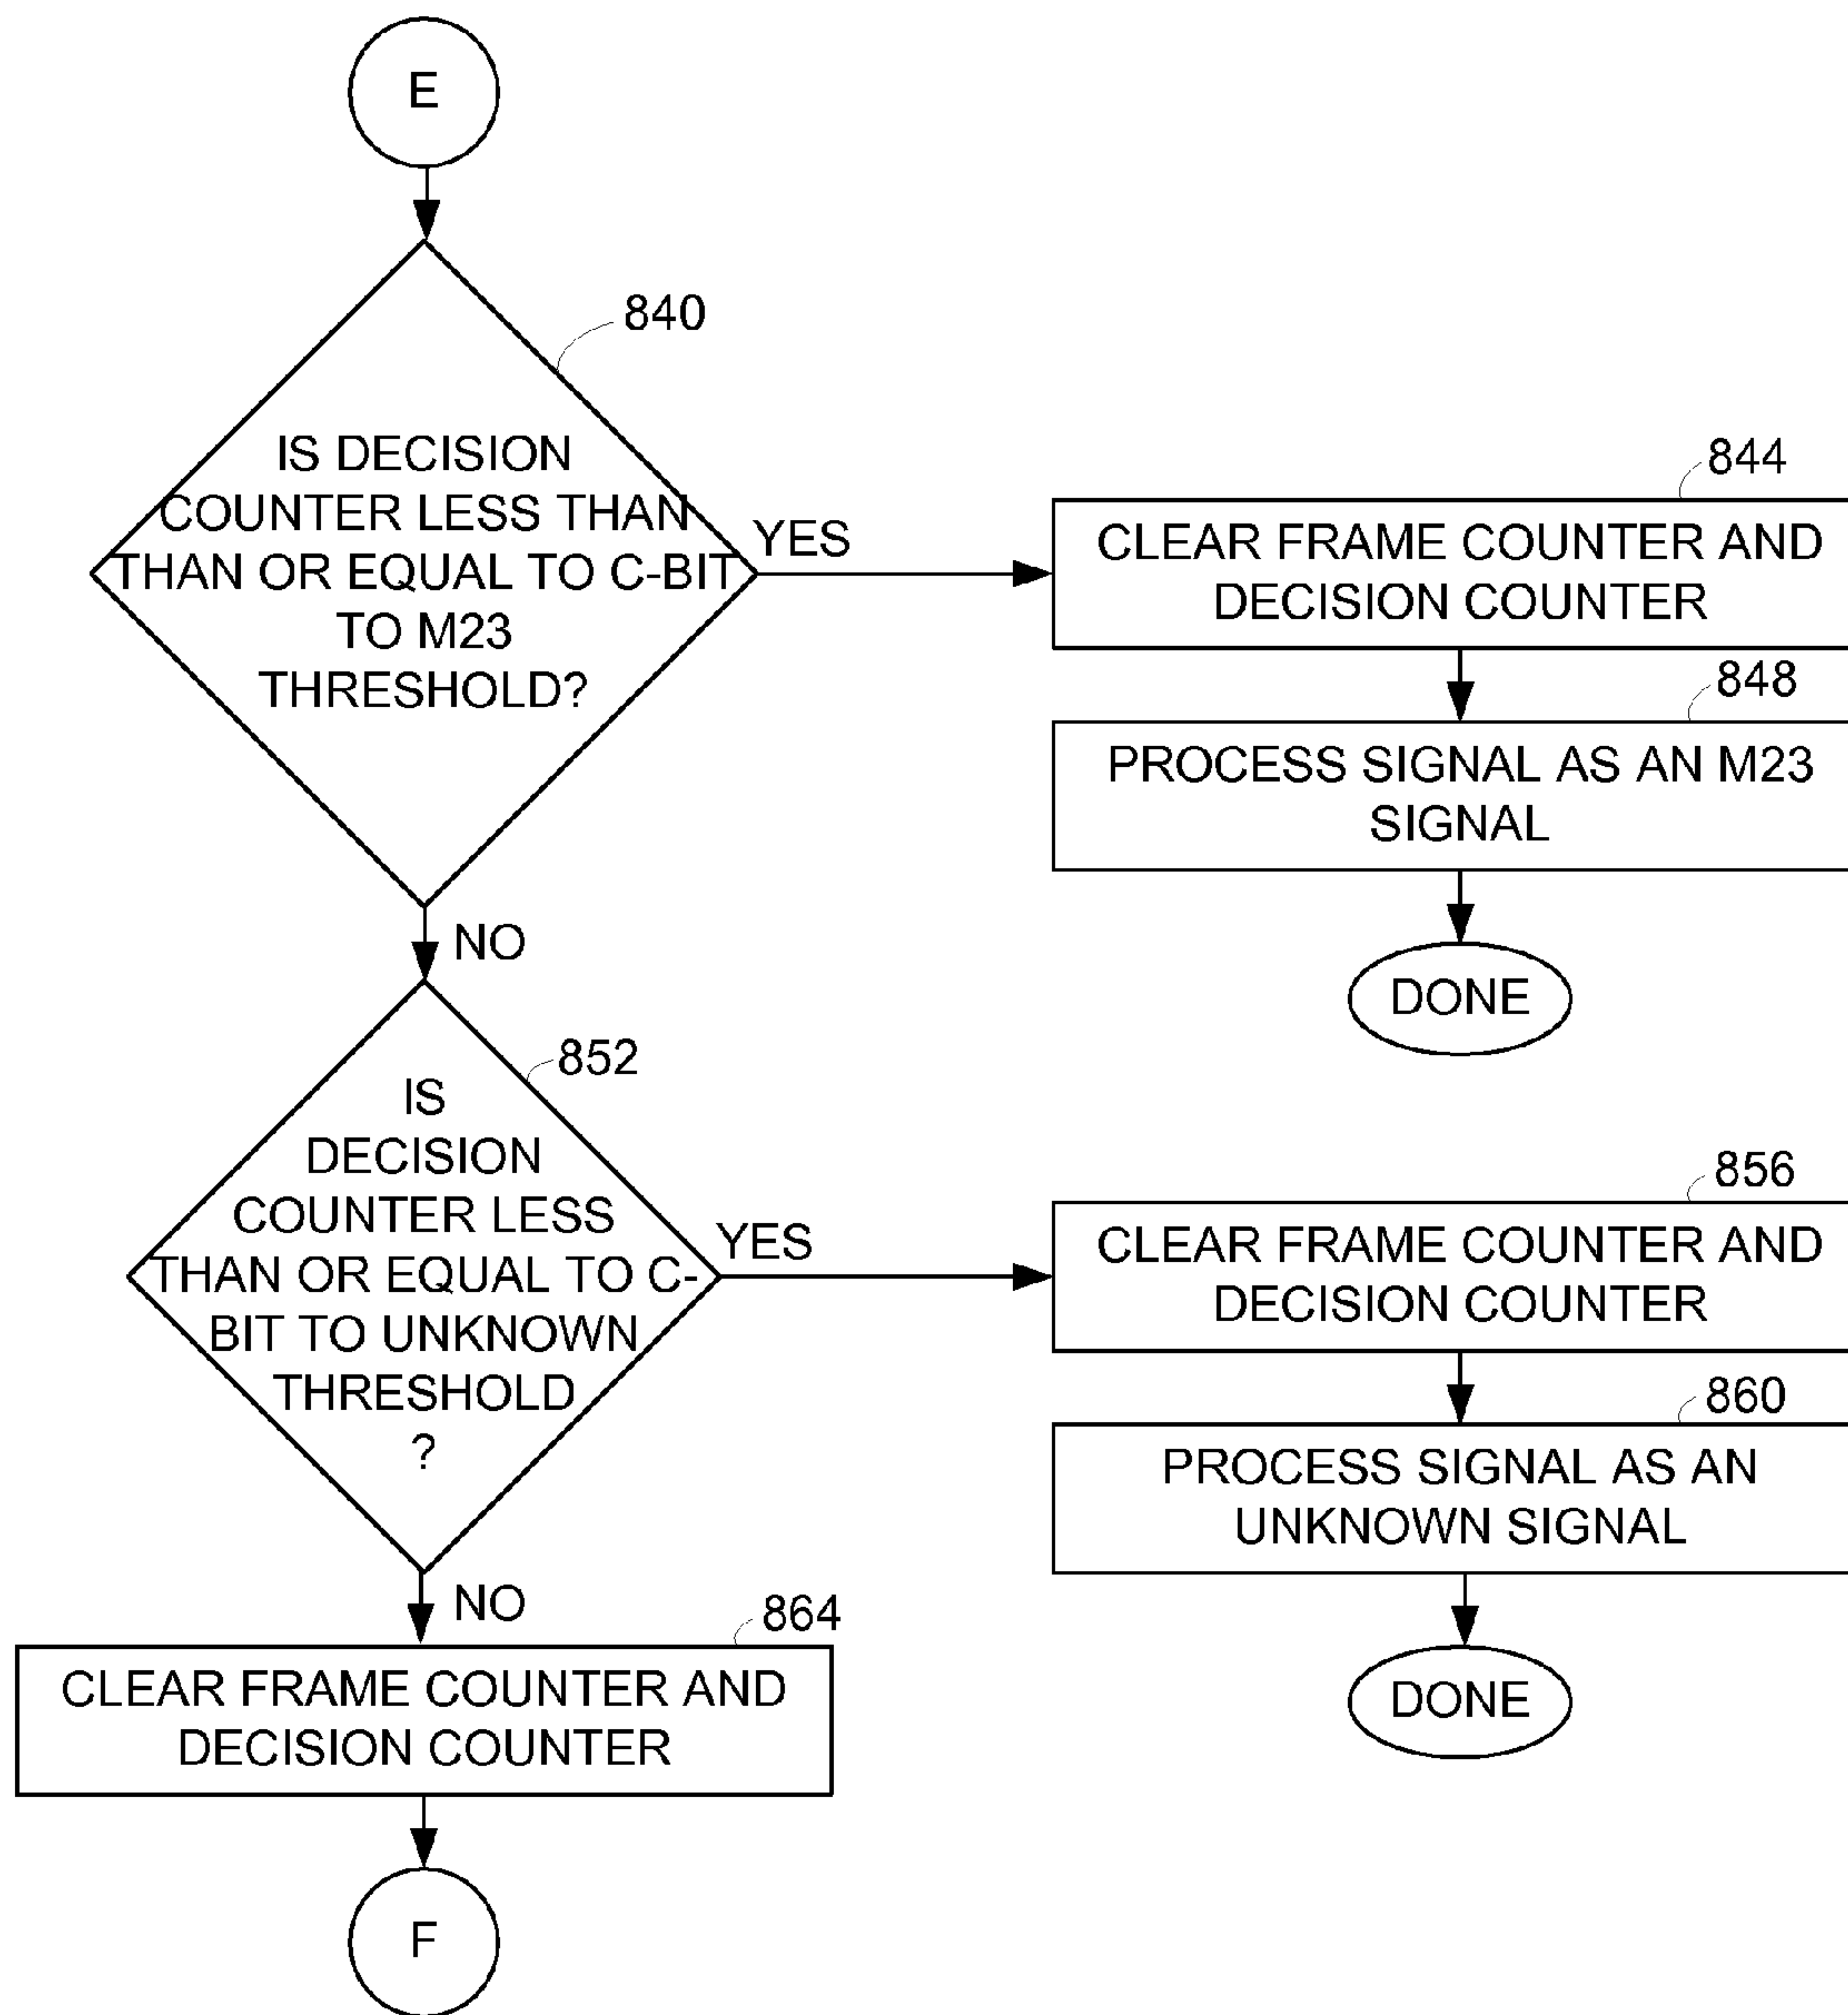 E
840
IS DECISION
COUNTER LESS THAN
THAN OR EQUAL TO C-BIT
TO M23
THRESHOLD?
YES
844
CLEAR FRAME COUNTER AND
DECISION COUNTER
848
PROCESS SIGNAL AS AN M23
SIGNAL
DONE
NO
852
IS
DECISION
COUNTER LESS
THAN OR EQUAL TO C-
BIT TO UNKNOWN
THRESHOLD
?
YES
856
CLEAR FRAME COUNTER AND
DECISION COUNTER
860
PROCESS SIGNAL AS AN
UNKNOWN SIGNAL
DONE
NO
864
CLEAR FRAME COUNTER AND
DECISION COUNTER
F